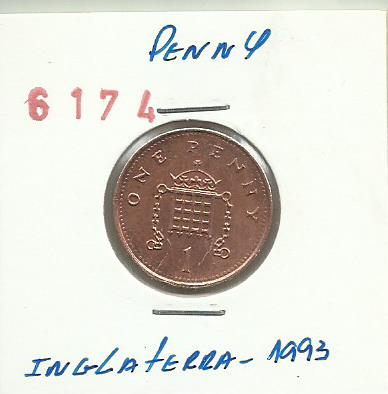 PENNY
6174
ONE PENNY
1
INGLATERRA - 1993